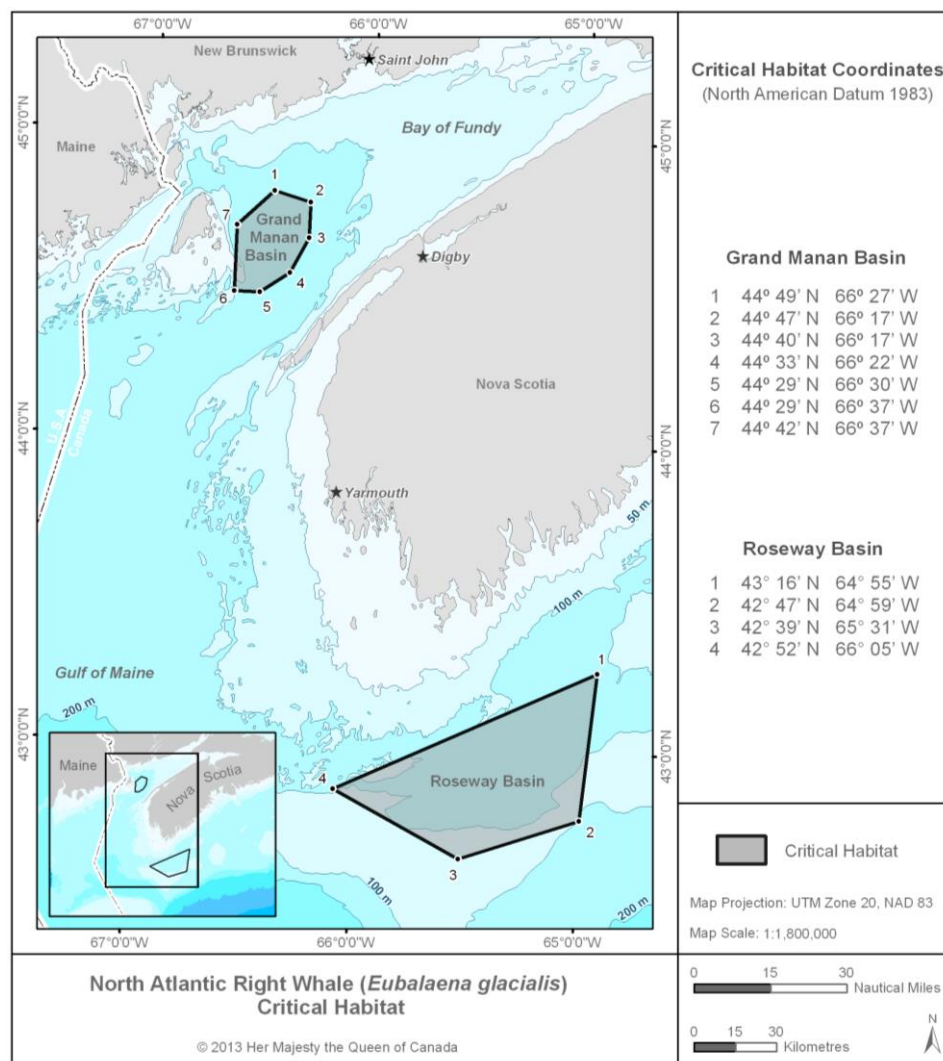 67°0'0"W
66°0'0"W
65°0'0"W
New Brunswick
Saint John
Bay of Fundy
45°0'0"N
45°0'0"N
Maine
1
2
7
Grand
Manan
Basin
3
4
6
5
Digby
Nova Scotia
44°0'0"N
44°0'0"N
U.S.A
Canada
Yarmouth
50 m
100 m
Gulf of Maine
200 m
43°0'0"N
43°0'0"N
1
4
Roseway Basin
2
3
100 m
200 m
Maine
Nova Scotia
67°0'0"W
66°0'0"W
65°0'0"W
North Atlantic Right Whale (Eubalaena glacialis)
Critical Habitat
© 2013 Her Majesty the Queen of Canada
Critical Habitat Coordinates
(North American Datum 1983)
Grand Manan Basin
1 44º 49' N 66º 27' W
2 44º 47' N 66º 17' W
3 44º 40' N 66º 17' W
4 44º 33' N 66º 22' W
5 44º 29' N 66º 30' W
6 44º 29' N 66º 37' W
7 44º 42' N 66º 37' W
Roseway Basin
1 43° 16' N 64° 55' W
2 42° 47' N 64° 59' W
3 42° 39' N 65° 31' W
4 42° 52' N 66° 05' W
Critical Habitat
Map Projection: UTM Zone 20, NAD 83
Map Scale: 1:1,800,000
0 15 30
Nautical Miles
N
0 15 30
Kilometres